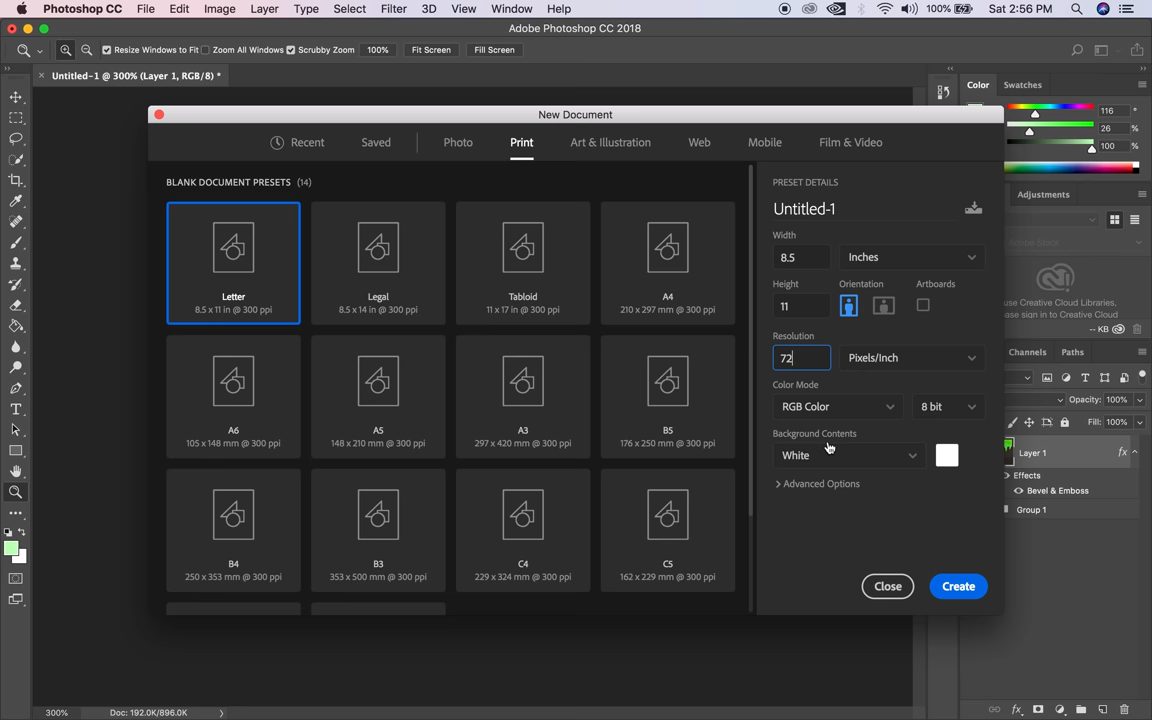 Photoshop CC File Edit Image Layer Type Select Filter 3D View Window Help 100% Sat 2:56 PM
Adobe Photoshop CC 2018
Resize Windows to Fit Zoom All Windows Scrubby Zoom 100% Fit Screen Fill Screen
Untitled-1 @ 300% (Layer 1, RGB/8) *
Color Swatches
116 °
26 %
100 %
New Document
Recent Saved Photo Print Art & Illustration Web Mobile Film & Video
BLANK DOCUMENT PRESETS (14)
Letter
8.5 x 11 in @ 300 ppi
Legal
8.5 x 14 in @ 300 ppi
Tabloid
11 x 17 in @ 300 ppi
A4
210 x 297 mm @ 300 ppi
A6
105 x 148 mm @ 300 ppi
A5
148 x 210 mm @ 300 ppi
A3
297 x 420 mm @ 300 ppi
B5
176 x 250 mm @ 300 ppi
B4
250 x 353 mm @ 300 ppi
B3
353 x 500 mm @ 300 ppi
C4
229 x 324 mm @ 300 ppi
C5
162 x 229 mm @ 300 ppi
PRESET DETAILS
Untitled-1
Width
8.5 Inches
Height Orientation Artboards
11
Resolution
72 Pixels/Inch
Color Mode
RGB Color 8 bit
Background Contents
White
Advanced Options
Close Create
Adjustments
Adobe Stock
use Creative Cloud Libraries,
ase sign in to Creative Cloud
-- KB
Channels Paths
Opacity: 100%
Fill: 100%
Layer 1 fx
Effects
Bevel & Emboss
Group 1
300% Doc: 192.0K/896.0K
fx